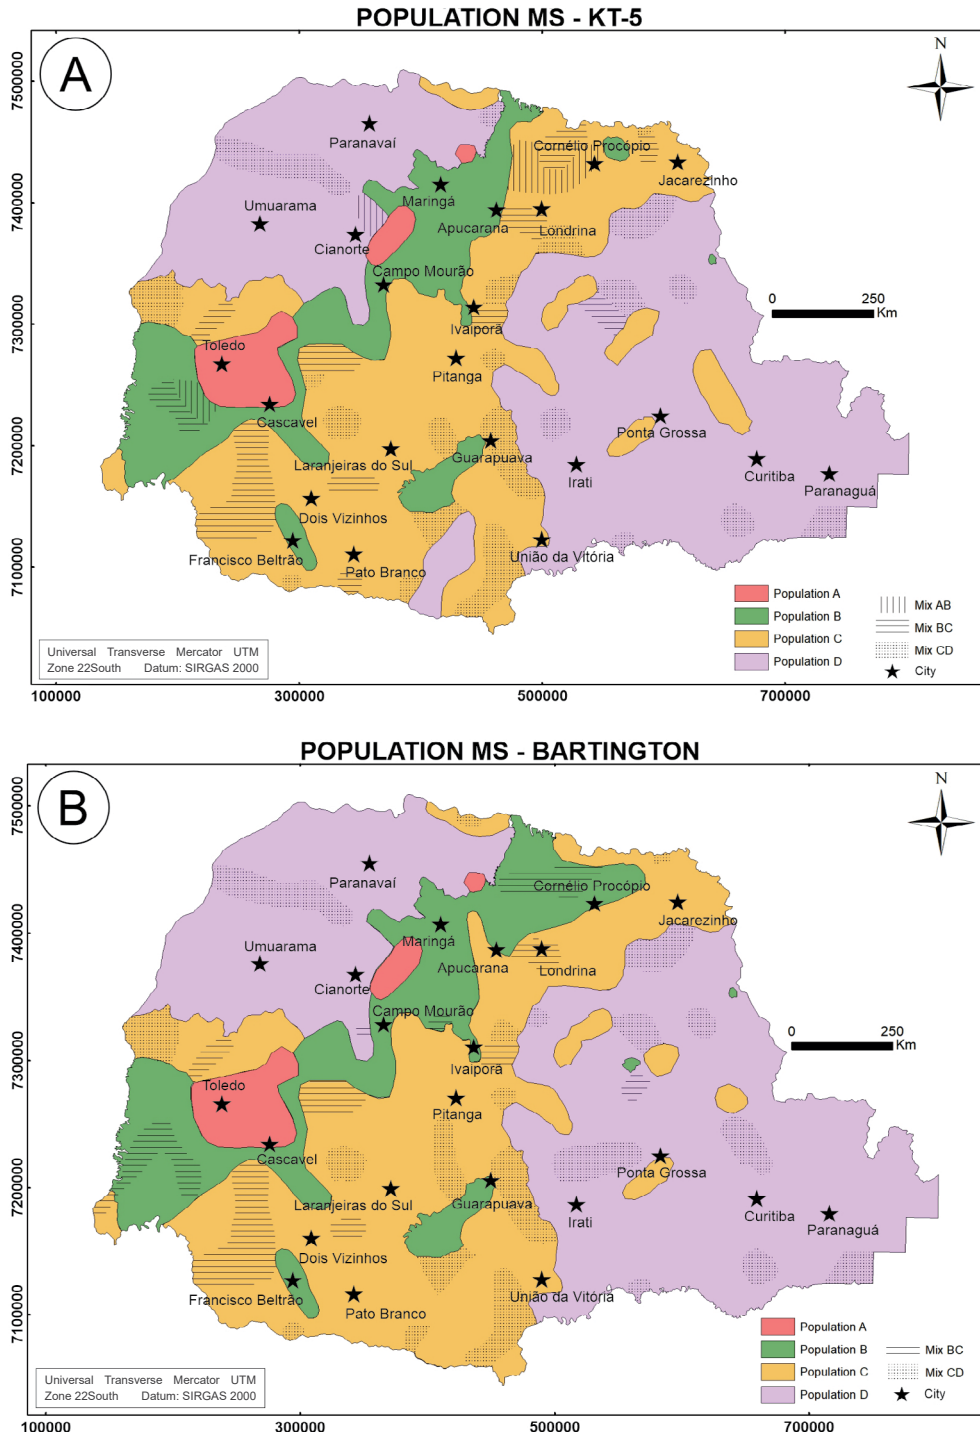 POPULATION MS - KT-5
A
N
7500000
7400000
7300000
7200000
7100000
Paranavaí
Cornélio Procópio
Jacarezinho
Maringá
Umuarama
Apucarana
Londrina
Cianorte
Campo Mourão
0 250
Km
Ivaiporã
Toledo
Pitanga
Cascavel
Ponta Grossa
Laranjeiras do Sul
Guarapuava
Irati
Curitiba
Paranaguá
Dois Vizinhos
Francisco Beltrão
Pato Branco
União da Vitória
Population A
Population B
Population C
Population D
Mix AB
Mix BC
Mix CD
City
Universal Transverse Mercator UTM
Zone 22South Datum: SIRGAS 2000
100000 300000 500000 700000
POPULATION MS - BARTINGTON
B
N
7500000
7400000
7300000
7200000
7100000
Paranavaí
Cornélio Procópio
Jacarezinho
Maringá
Umuarama
Apucarana
Londrina
Cianorte
Campo Mourão
0 250
Km
Ivaiporã
Toledo
Pitanga
Cascavel
Ponta Grossa
Laranjeiras do Sul
Guarapuava
Irati
Curitiba
Paranaguá
Dois Vizinhos
Francisco Beltrão
Pato Branco
União da Vitória
Population A
Population B
Population C
Population D
Mix BC
Mix CD
City
Universal Transverse Mercator UTM
Zone 22South Datum: SIRGAS 2000
100000 300000 500000 700000